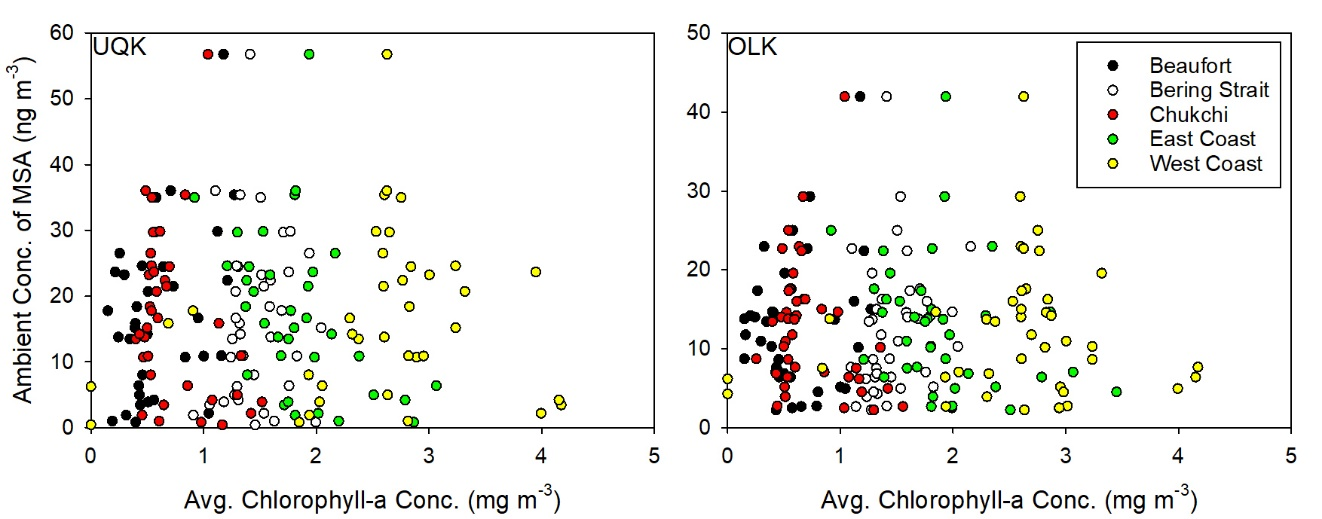 Ambient Conc. of MSA (ng m-3)
UQK
60
50
40
30
20
10
0
0 1 2 3 4 5
Avg. Chlorophyll-a Conc. (mg m-3)
OLK
50
40
30
20
10
0
0 1 2 3 4 5
Avg. Chlorophyll-a Conc. (mg m-3)
Beaufort
Bering Strait
Chukchi
East Coast
West Coast